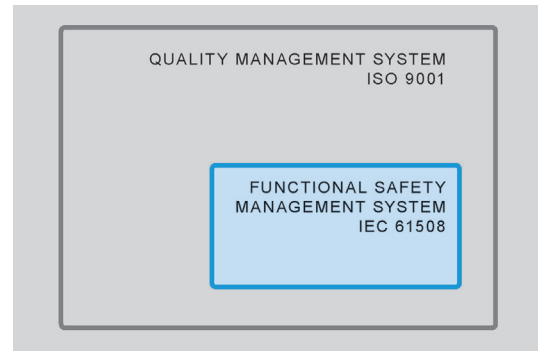 QUALITY MANAGEMENT SYSTEM
ISO 9001
FUNCTIONAL SAFETY
MANAGEMENT SYSTEM
IEC 61508